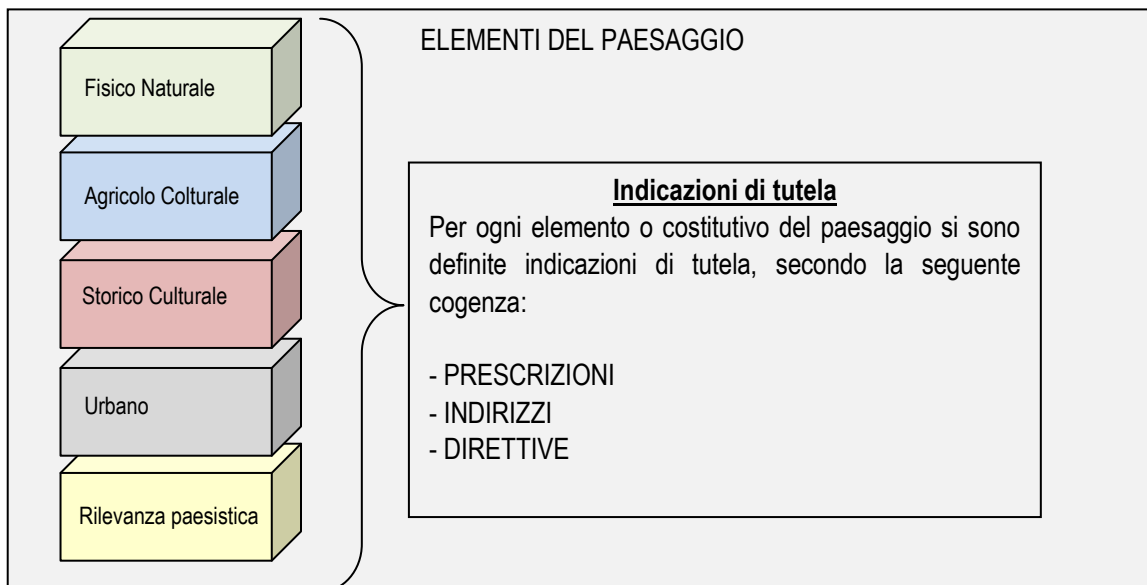 ELEMENTI DEL PAESAGGIO
Fisico Naturale
Agricolo Colturale
Storico Culturale
Urbano
Rilevanza paesistica
Indicazioni di tutela
Per ogni elemento o costitutivo del paesaggio si sono
definite indicazioni di tutela, secondo la seguente
cogenza:
- PRESCRIZIONI
- INDIRIZZI
- DIRETTIVE